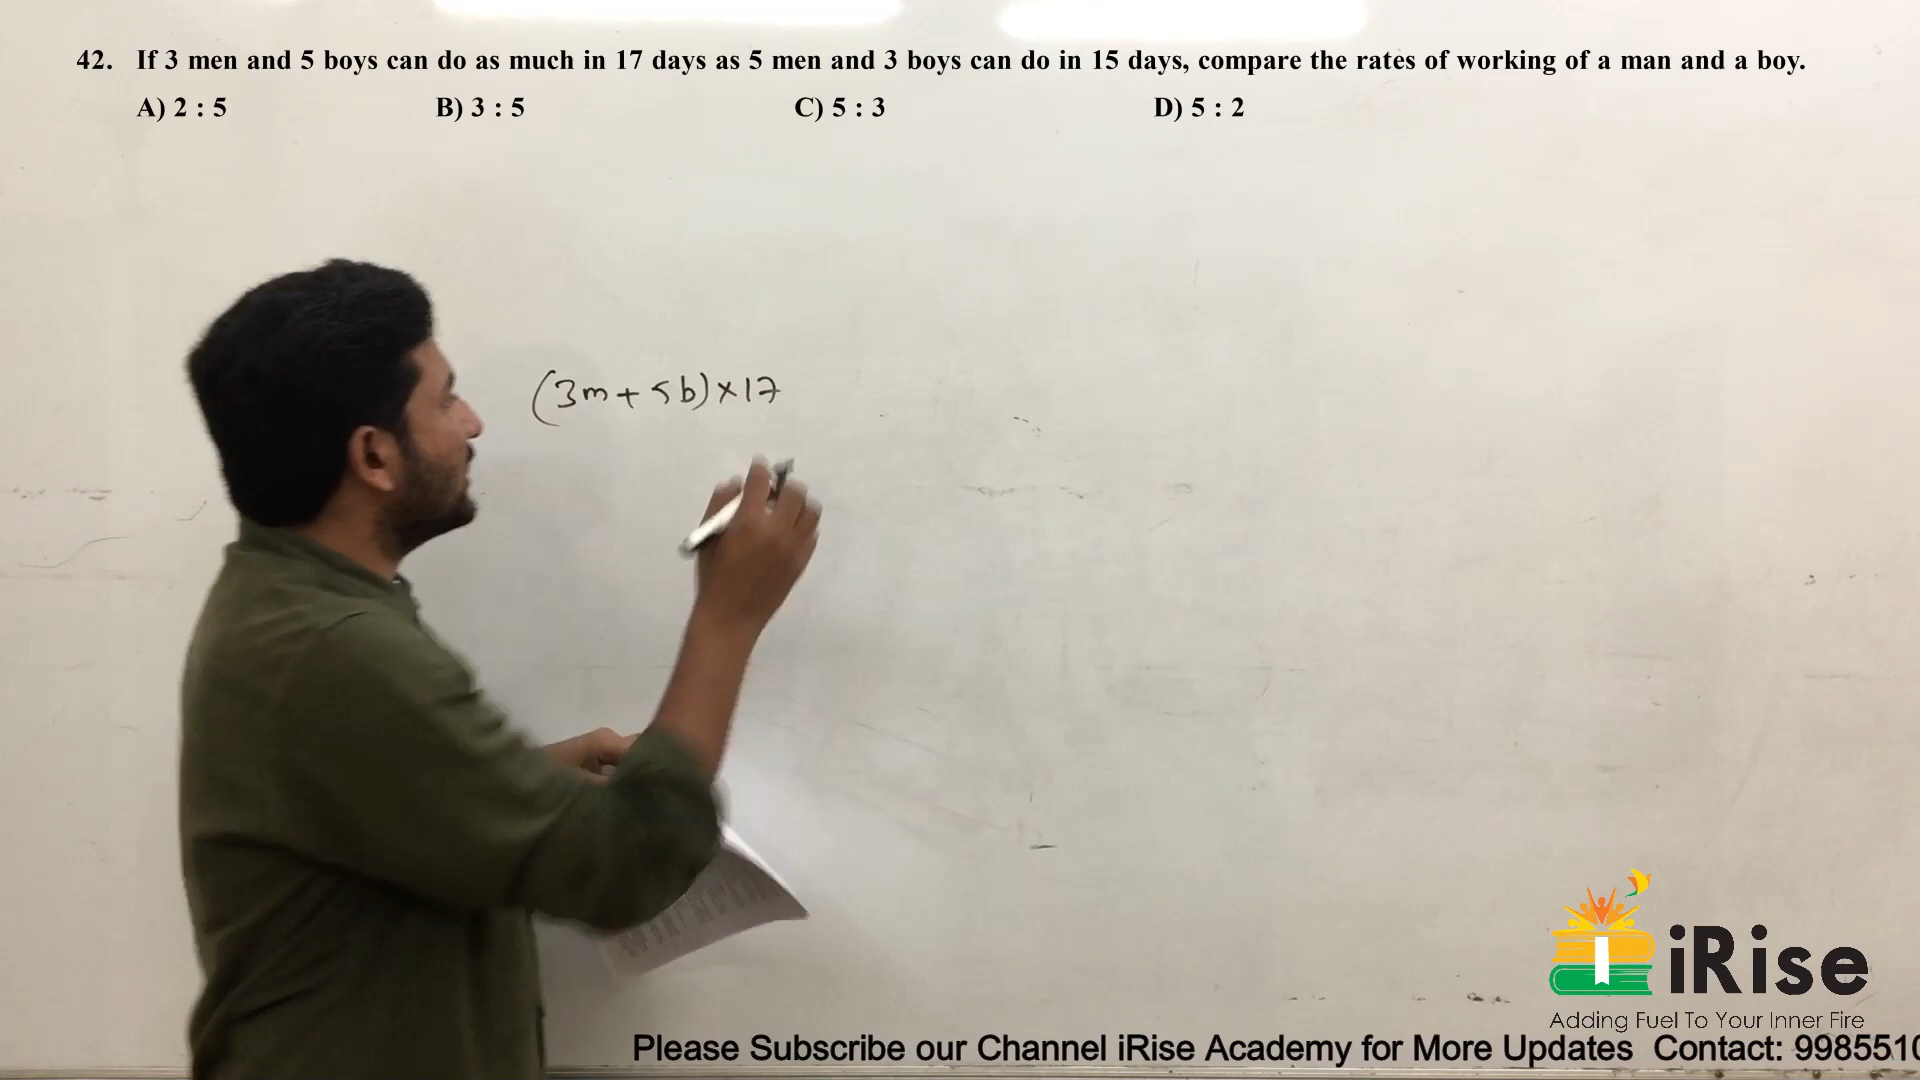 42. If 3 men and 5 boys can do as much in 17 days as 5 men and 3 boys can do in 15 days, compare the rates of working of a man and a boy.
A) 2 : 5 B) 3 : 5 C) 5 : 3 D) 5 : 2
(3m + 5b) × 17
iRise
Adding Fuel To Your Inner Fire
Please Subscribe our Channel iRise Academy for More Updates Contact: 998551